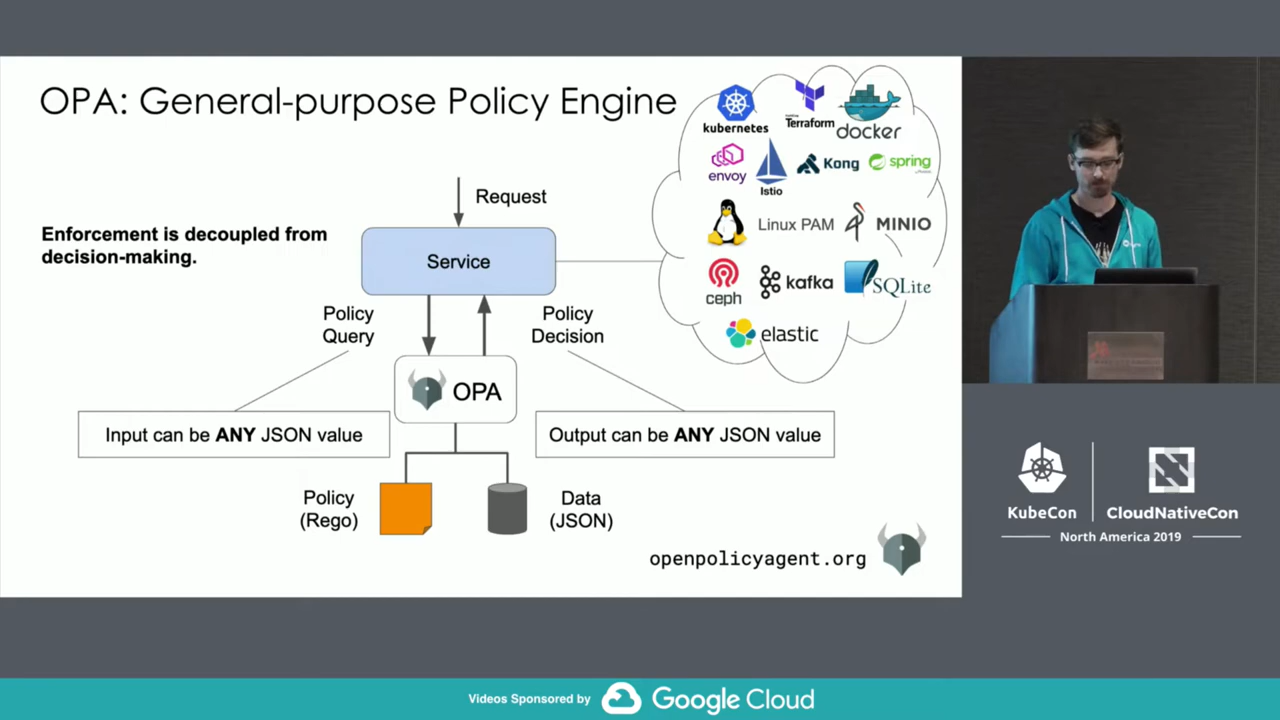 OPA: General-purpose Policy Engine
Enforcement is decoupled from
decision-making.
Request
Service
Policy
Query
Policy
Decision
OPA
Input can be ANY JSON value
Output can be ANY JSON value
Policy
(Rego)
Data
(JSON)
openpolicyagent.org
kubernetes
Terraform
docker
envoy
Istio
Kong
spring
Linux PAM
MINIO
ceph
kafka
SQLite
elastic
KubeCon
CloudNativeCon
North America 2019
Videos Sponsored by
Google Cloud